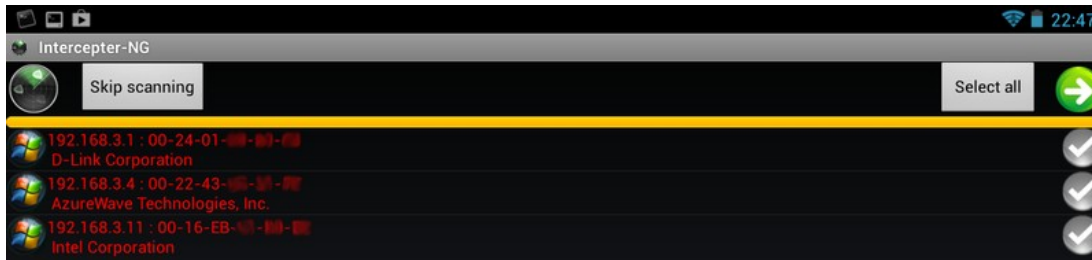 22:47
Intercepter-NG
Skip scanning
Select all
192.168.3.1 : 00-24-01-
D-Link Corporation
192.168.3.4 : 00-22-43-
AzureWave Technologies, Inc.
192.168.3.11 : 00-16-EB-
Intel Corporation